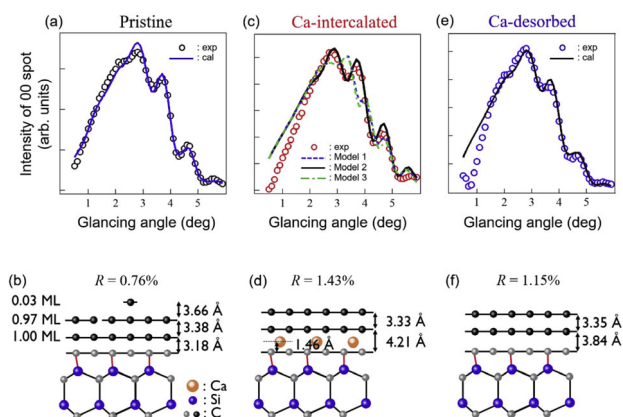 (a) Pristine
: exp
: cal
Intensity of 00 spot
(arb. units)
1 2 3 4 5
Glancing angle (deg)
(c) Ca-intercalated
: exp
: Model 1
: Model 2
: Model 3
1 2 3 4 5
Glancing angle (deg)
(e) Ca-desorbed
: exp
: cal
1 2 3 4 5
Glancing angle (deg)
(b) R = 0.76%
0.03 ML
3.66 Å
0.97 ML
3.38 Å
1.00 ML
3.18 Å
: Ca
: Si
: C
(d) R = 1.43%
3.33 Å
4.21 Å
1.46 Å
(f) R = 1.15%
3.35 Å
3.84 Å